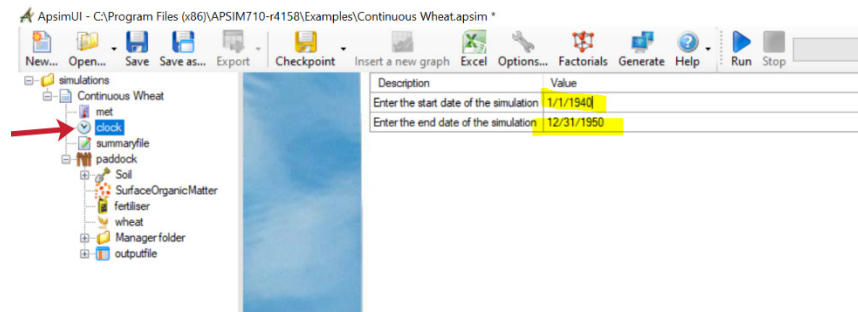 ApsimUI - C:\Program Files (x86)\APSIM710-r4158\Examples\Continuous Wheat.apsim *
New... Open... Save Save as... Export Checkpoint Insert a new graph Excel Options... Factorials Generate Help Run Stop
simulations
Continuous Wheat
met
clock
summaryfile
paddock
Soil
SurfaceOrganicMatter
fertiliser
wheat
Manager folder
outputfile
Description Value
Enter the start date of the simulation 1/1/1940
Enter the end date of the simulation 12/31/1950